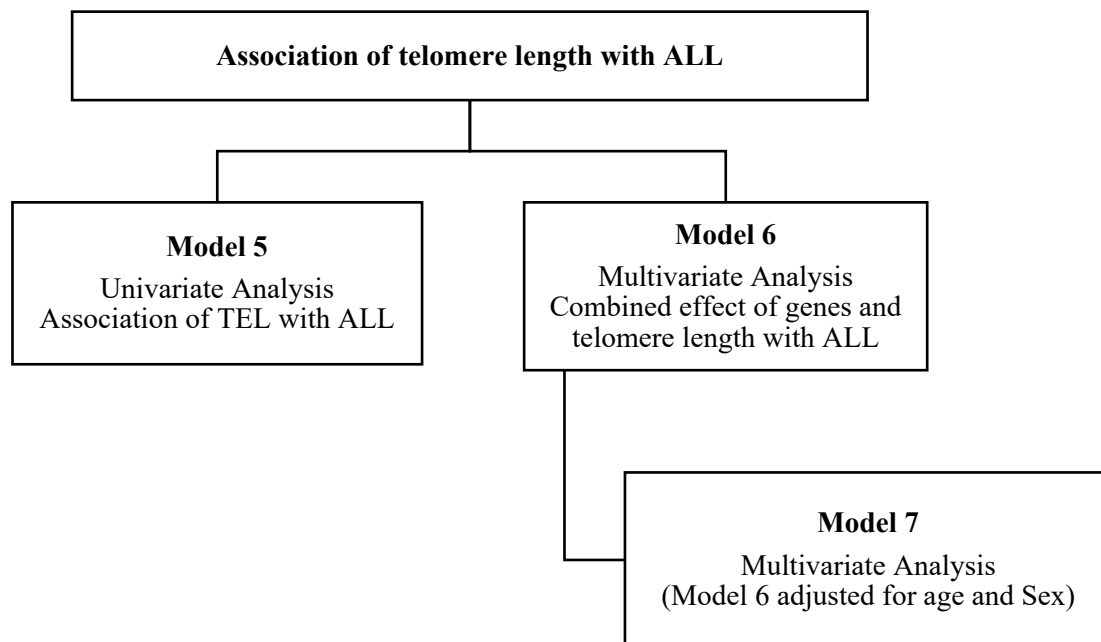 Association of telomere length with ALL
Model 5
Univariate Analysis
Association of TEL with ALL
Model 6
Multivariate Analysis
Combined effect of genes and
telomere length with ALL
Model 7
Multivariate Analysis
(Model 6 adjusted for age and Sex)